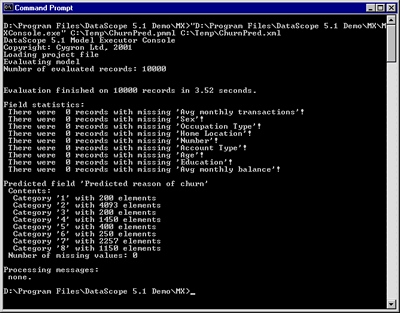 Command Prompt
D:\Program Files\DataScope 5.1 Demo\MX>"D:\Program Files\DataScope 5.1 Demo\MX\M
XConsole.exe" C:\Temp\ChurnPred.pmml C:\Temp\ChurnPred.xml
DataScope 5.1 Model Executor Console
Copyright: Cygron Ltd, 2001
Loading project file
Evaluating model
Number of evaluated records: 10000
Evaluation finished on 10000 records in 3.52 seconds.
Field statistics:
There were 0 records with missing 'Avg monthly transactions'!
There were 0 records with missing 'Sex'!
There were 0 records with missing 'Occupation Type'!
There were 0 records with missing 'Home Location'!
There were 0 records with missing 'Number'!
There were 0 records with missing 'Account Type'!
There were 0 records with missing 'Age'!
There were 0 records with missing 'Education'!
There were 0 records with missing 'Avg monthly balance'!
Predicted field 'Predicted reason of churn'
Contents:
Category '1' with 200 elements
Category '2' with 4093 elements
Category '3' with 200 elements
Category '4' with 1450 elements
Category '5' with 400 elements
Category '6' with 250 elements
Category '7' with 2257 elements
Category '8' with 1150 elements
Number of missing values: 0
Processing messages:
none.
D:\Program Files\DataScope 5.1 Demo\MX>_